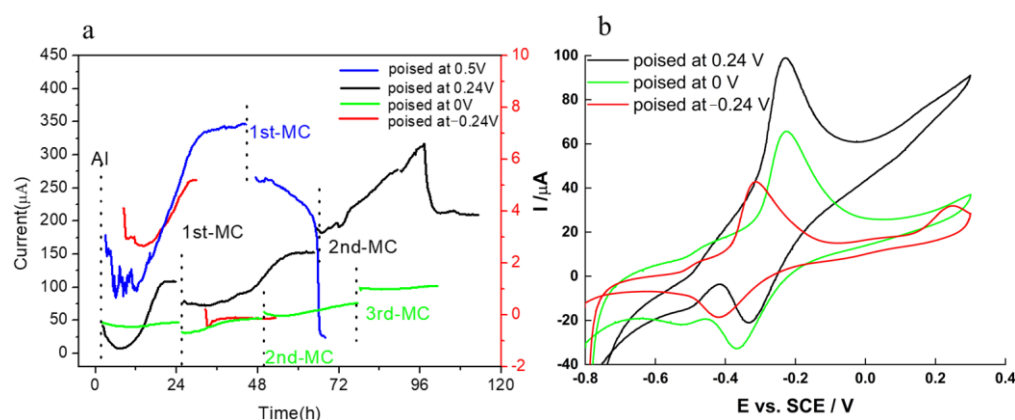 a
450
400
350
300
250
200
150
100
50
0
Current(μA)
0 24 48 72 96 120
Time(h)
10
8
6
4
2
0
-2
poised at 0.5V
poised at 0.24V
poised at 0V
poised at −0.24V
AI
1st-MC
1st-MC
2nd-MC
2nd-MC
3rd-MC
b
100
80
60
40
20
0
-20
-40
I /μA
-0.8 -0.6 -0.4 -0.2 0.0 0.2 0.4
E vs. SCE / V
poised at 0.24 V
poised at 0 V
poised at −0.24 V